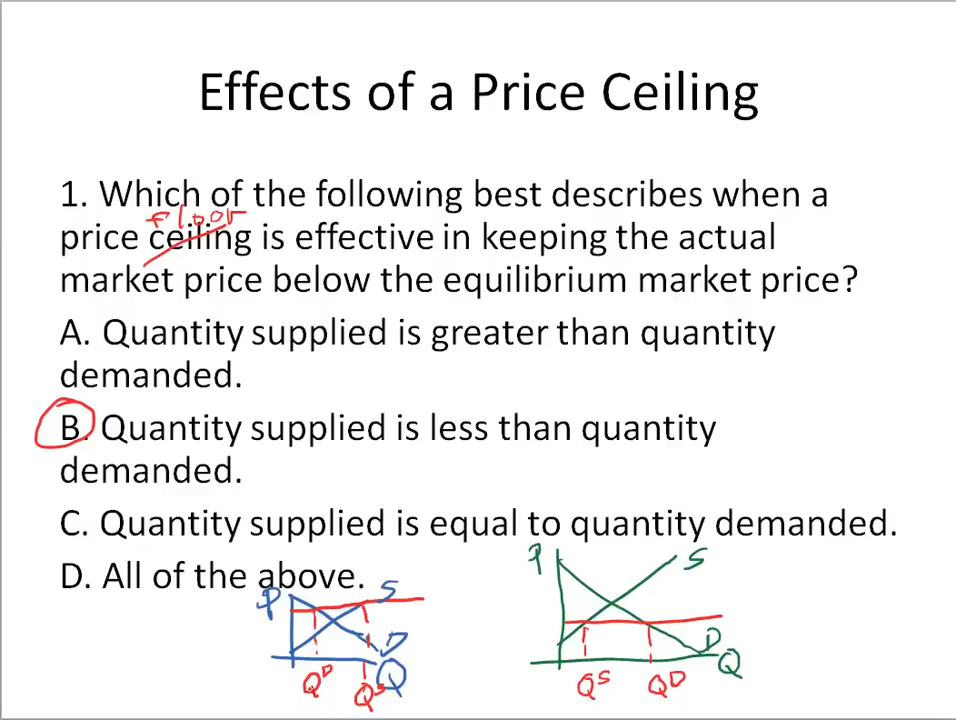 Effects of a Price Ceiling
1. Which of the following best describes when a
floor
price ceiling is effective in keeping the actual
market price below the equilibrium market price?
A. Quantity supplied is greater than quantity
demanded.
B. Quantity supplied is less than quantity
demanded.
C. Quantity supplied is equal to quantity demanded.
D. All of the above.
P S
D
Q
Q^D Q^S
P S
D
Q
Q^S Q^D